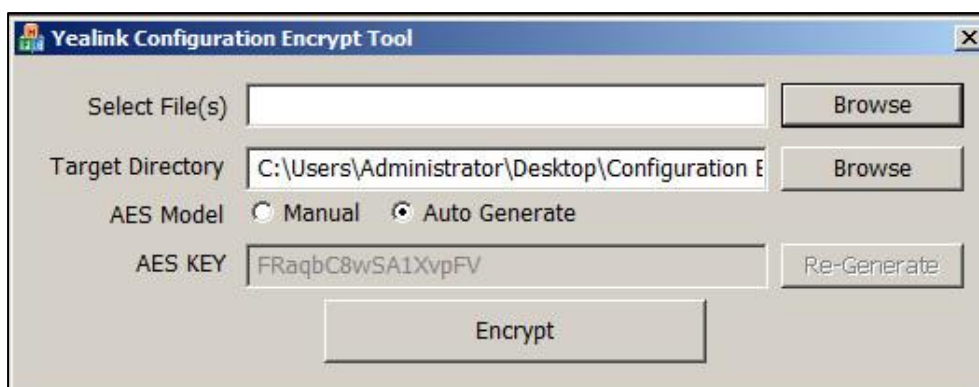 Yealink Configuration Encrypt Tool
Select File(s) Browse
Target Directory C:\Users\Administrator\Desktop\Configuration E Browse
AES Model Manual Auto Generate
AES KEY FRaqbC8wSA1XvpFV Re-Generate
Encrypt